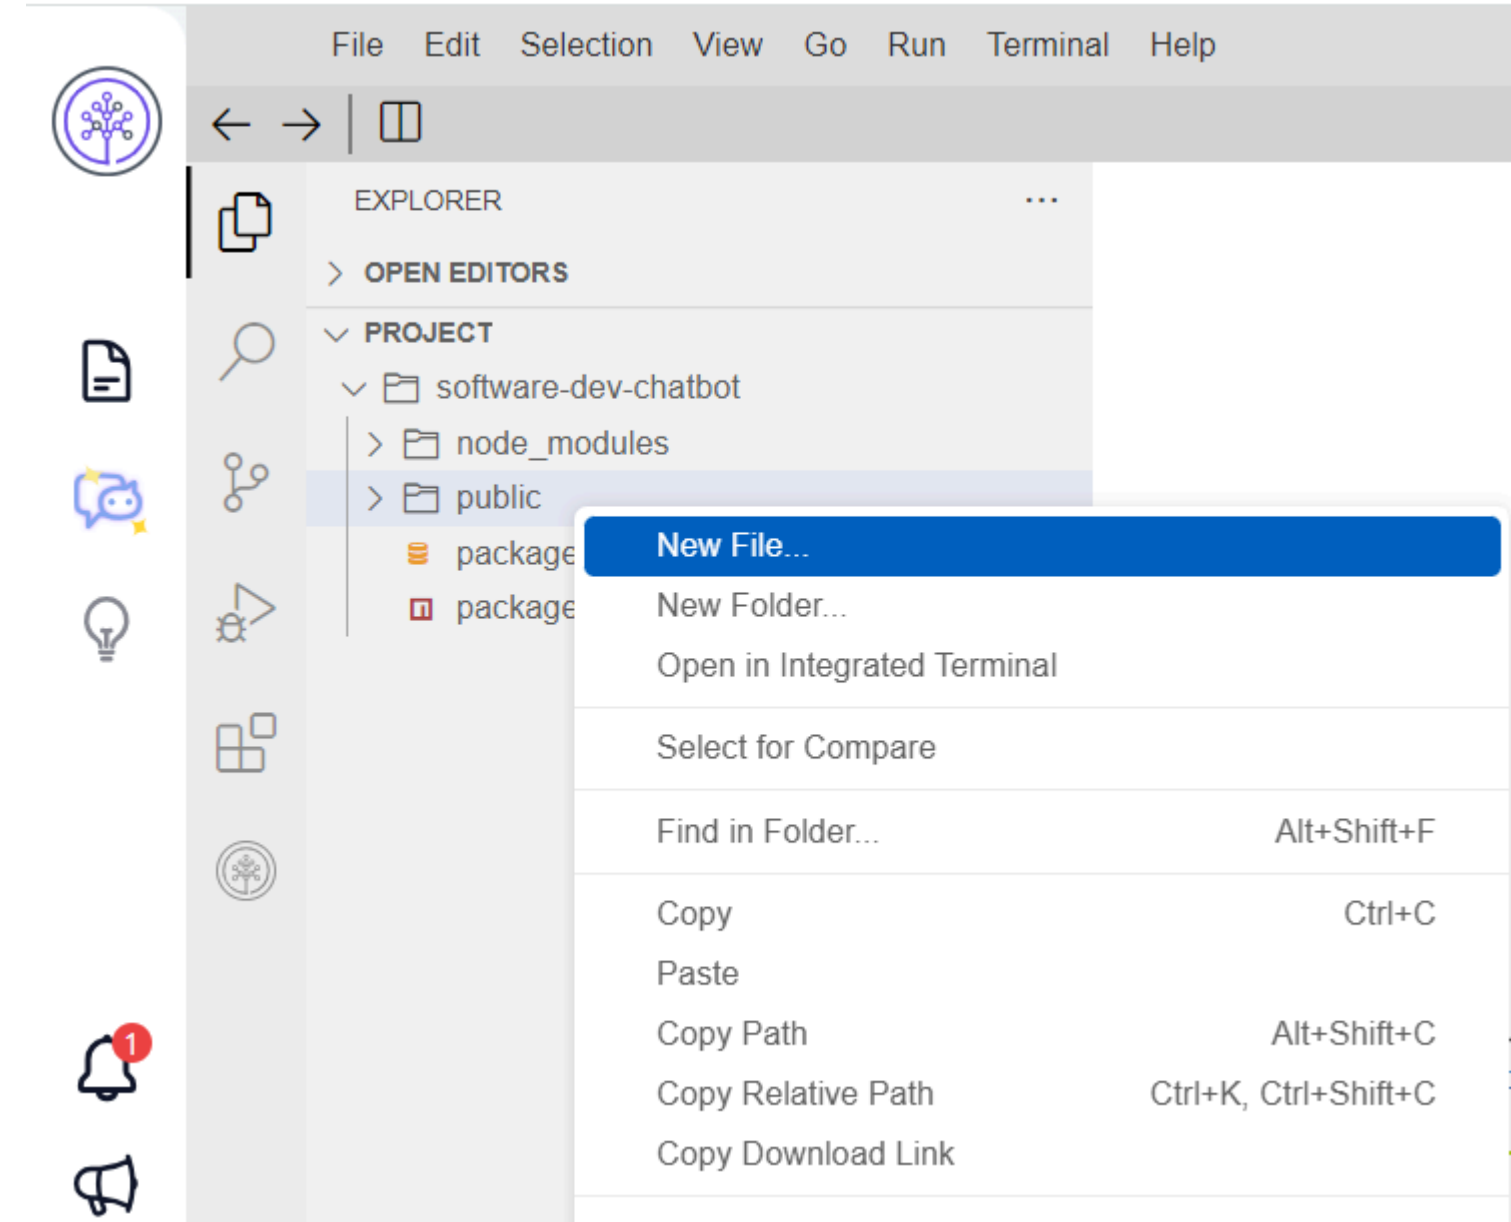 File Edit Selection View Go Run Terminal Help
EXPLORER
OPEN EDITORS
PROJECT
software-dev-chatbot
node_modules
public
package
package
New File...
New Folder...
Open in Integrated Terminal
Select for Compare
Find in Folder... Alt+Shift+F
Copy Ctrl+C
Paste
Copy Path Alt+Shift+C
Copy Relative Path Ctrl+K, Ctrl+Shift+C
Copy Download Link
1